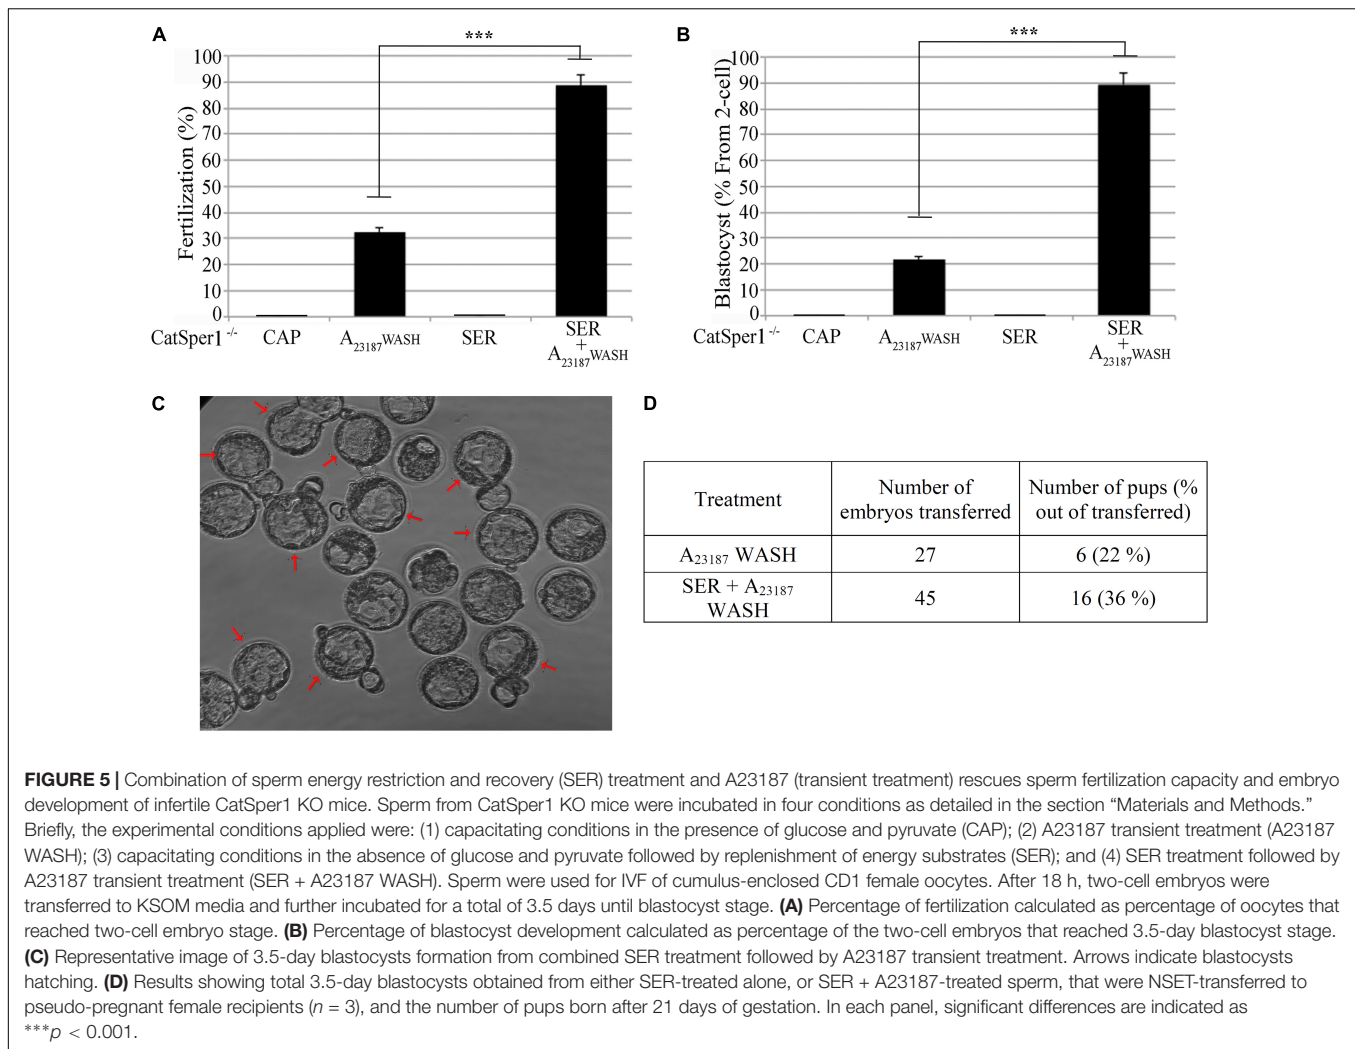 A
***
100
90
80
70
60
50
40
30
20
10
0
Fertilization (%)
CatSper1 -/-
CAP
A23187WASH
SER
SER
+
A23187WASH
B
***
100
90
80
70
60
50
40
30
20
10
0
Blastocyst (% From 2-cell)
CatSper1 -/-
CAP
A23187WASH
SER
SER
+
A23187WASH
C
D
Treatment
Number of
embryos transferred
Number of pups (%
out of transferred)
A23187 WASH
27
6 (22 %)
SER + A23187
WASH
45
16 (36 %)
FIGURE 5 | Combination of sperm energy restriction and recovery (SER) treatment and A23187 (transient treatment) rescues sperm fertilization capacity and embryo
development of infertile CatSper1 KO mice. Sperm from CatSper1 KO mice were incubated in four conditions as detailed in the section “Materials and Methods.”
Briefly, the experimental conditions applied were: (1) capacitating conditions in the presence of glucose and pyruvate (CAP); (2) A23187 transient treatment (A23187
WASH); (3) capacitating conditions in the absence of glucose and pyruvate followed by replenishment of energy substrates (SER); and (4) SER treatment followed by
A23187 transient treatment (SER + A23187 WASH). Sperm were used for IVF of cumulus-enclosed CD1 female oocytes. After 18 h, two-cell embryos were
transferred to KSOM media and further incubated for a total of 3.5 days until blastocyst stage. (A) Percentage of fertilization calculated as percentage of oocytes that
reached two-cell embryo stage. (B) Percentage of blastocyst development calculated as percentage of the two-cell embryos that reached 3.5-day blastocyst stage.
(C) Representative image of 3.5-day blastocysts formation from combined SER treatment followed by A23187 transient treatment. Arrows indicate blastocysts
hatching. (D) Results showing total 3.5-day blastocysts obtained from either SER-treated alone, or SER + A23187-treated sperm, that were NSET-transferred to
pseudo-pregnant female recipients (n = 3), and the number of pups born after 21 days of gestation. In each panel, significant differences are indicated as
***p < 0.001.